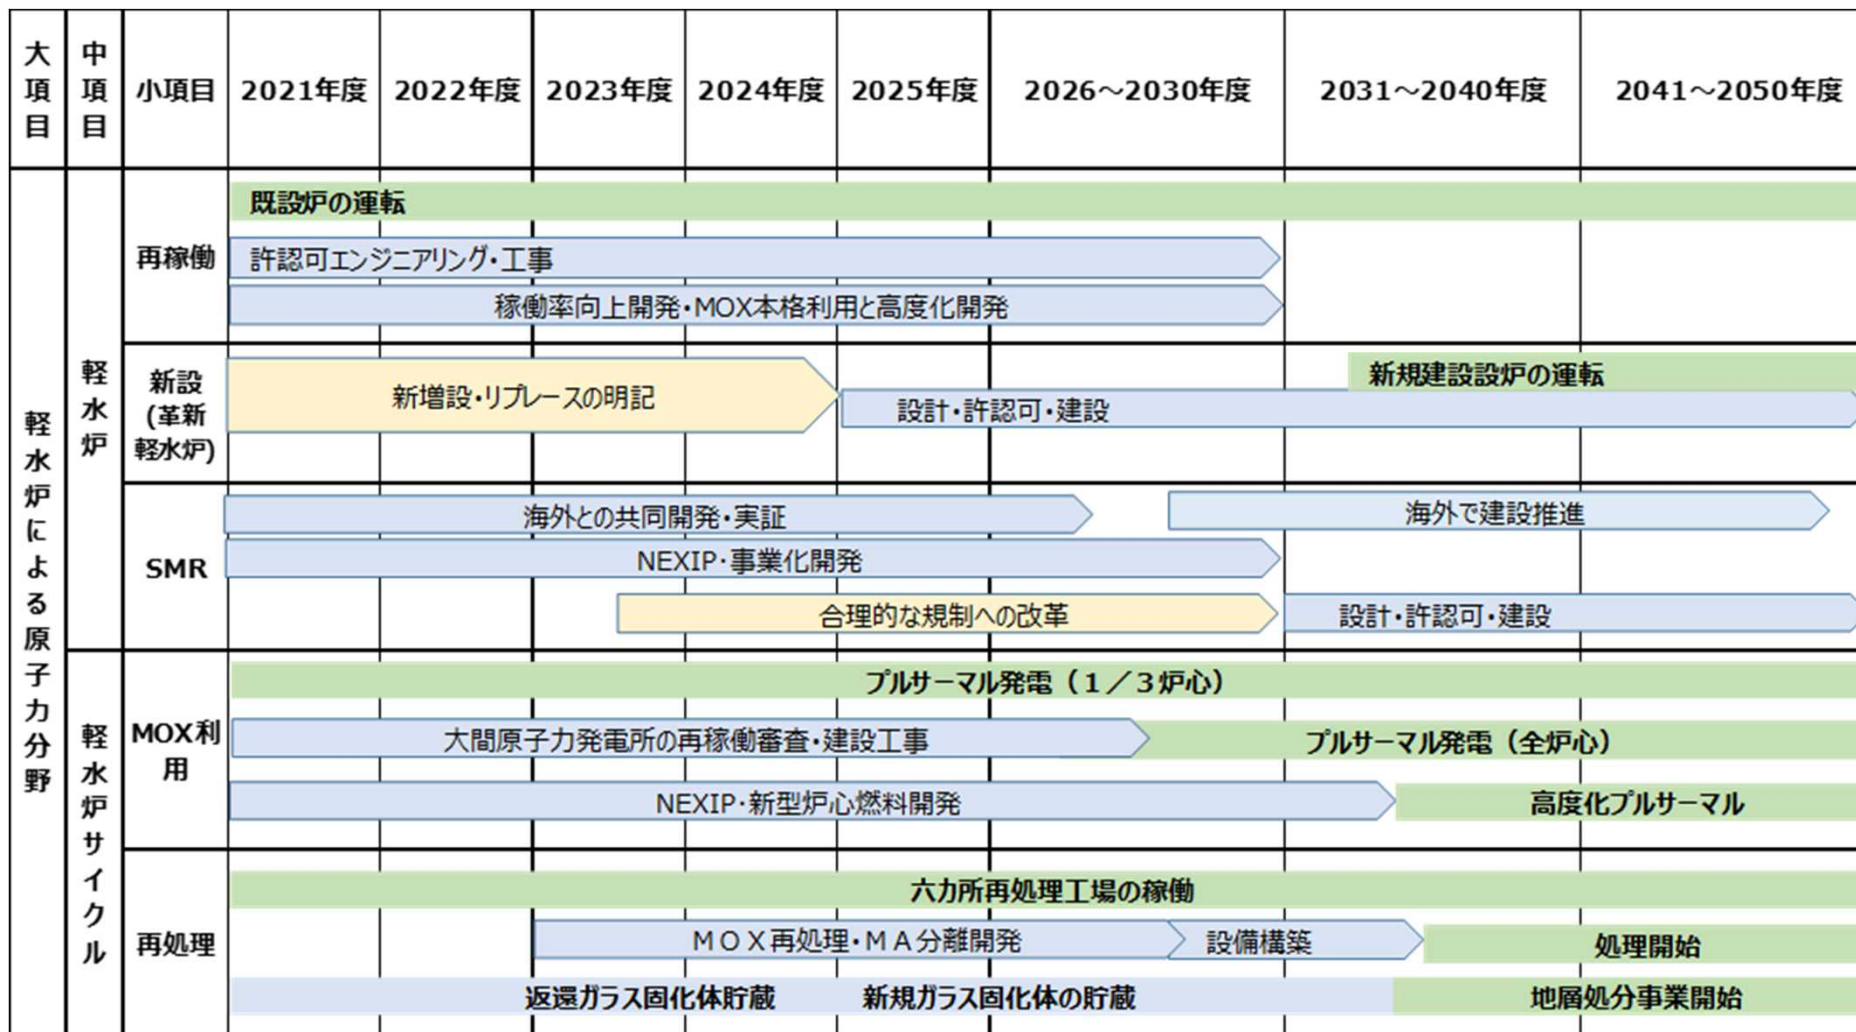 大項目
中項目
小項目
2021年度
2022年度
2023年度
2024年度
2025年度
2026～2030年度
2031～2040年度
2041～2050年度
軽水炉による原子力分野
軽水炉
再稼働
既設炉の運転
許認可エンジニアリング・工事
稼働率向上開発・MOX本格利用と高度化開発
新設
(革新
軽水炉)
新増設・リプレースの明記
新規建設設炉の運転
設計・許認可・建設
SMR
海外との共同開発・実証
海外で建設推進
NEXIP・事業化開発
合理的な規制への改革
設計・許認可・建設
軽水炉サイクル
MOX利
用
プルサーマル発電（１／３炉心）
大間原子力発電所の再稼働審査・建設工事
プルサーマル発電（全炉心）
NEXIP・新型炉心燃料開発
高度化プルサーマル
再処理
六カ所再処理工場の稼働
ＭＯＸ再処理・ＭＡ分離開発
設備構築
処理開始
返還ガラス固化体貯蔵
新規ガラス固化体の貯蔵
地層処分事業開始